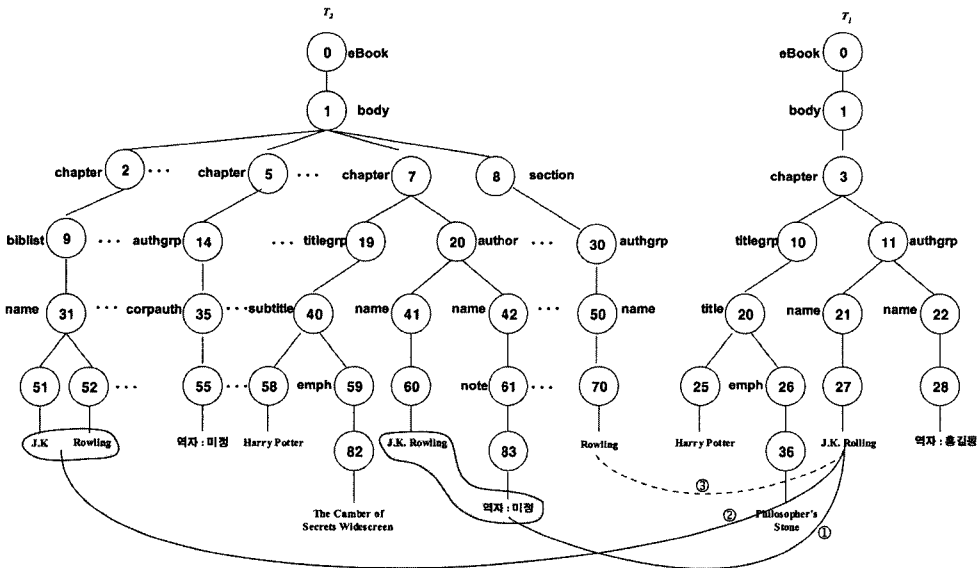 T2 T1
0 eBook eBook 0
1 body body 1
chapter 2 ... chapter 5 ... chapter 7 8 section chapter 3
biblist 9 ... authgrp 14 ... titlegrp 19 20 author ... 30 authgrp titlegrp 10 11 authgrp
name 31 ... corpauth 35 ... subtitle 40 name 41 name 42 ... 50 name title 20 name 21 name 22
51 52 ... 55 ... 58 emph 59 60 note 61 ... 70 25 emph 26 27 28
J.K Rowling 역자 : 미정 Harry Potter 82 J.K. Rowling 83 Rowling Harry Potter 36 J.K. Rolling 역자 :
③
The Camber of
Secrets Widescreen
역자 : 미정
② Philosopher's
Stone
①